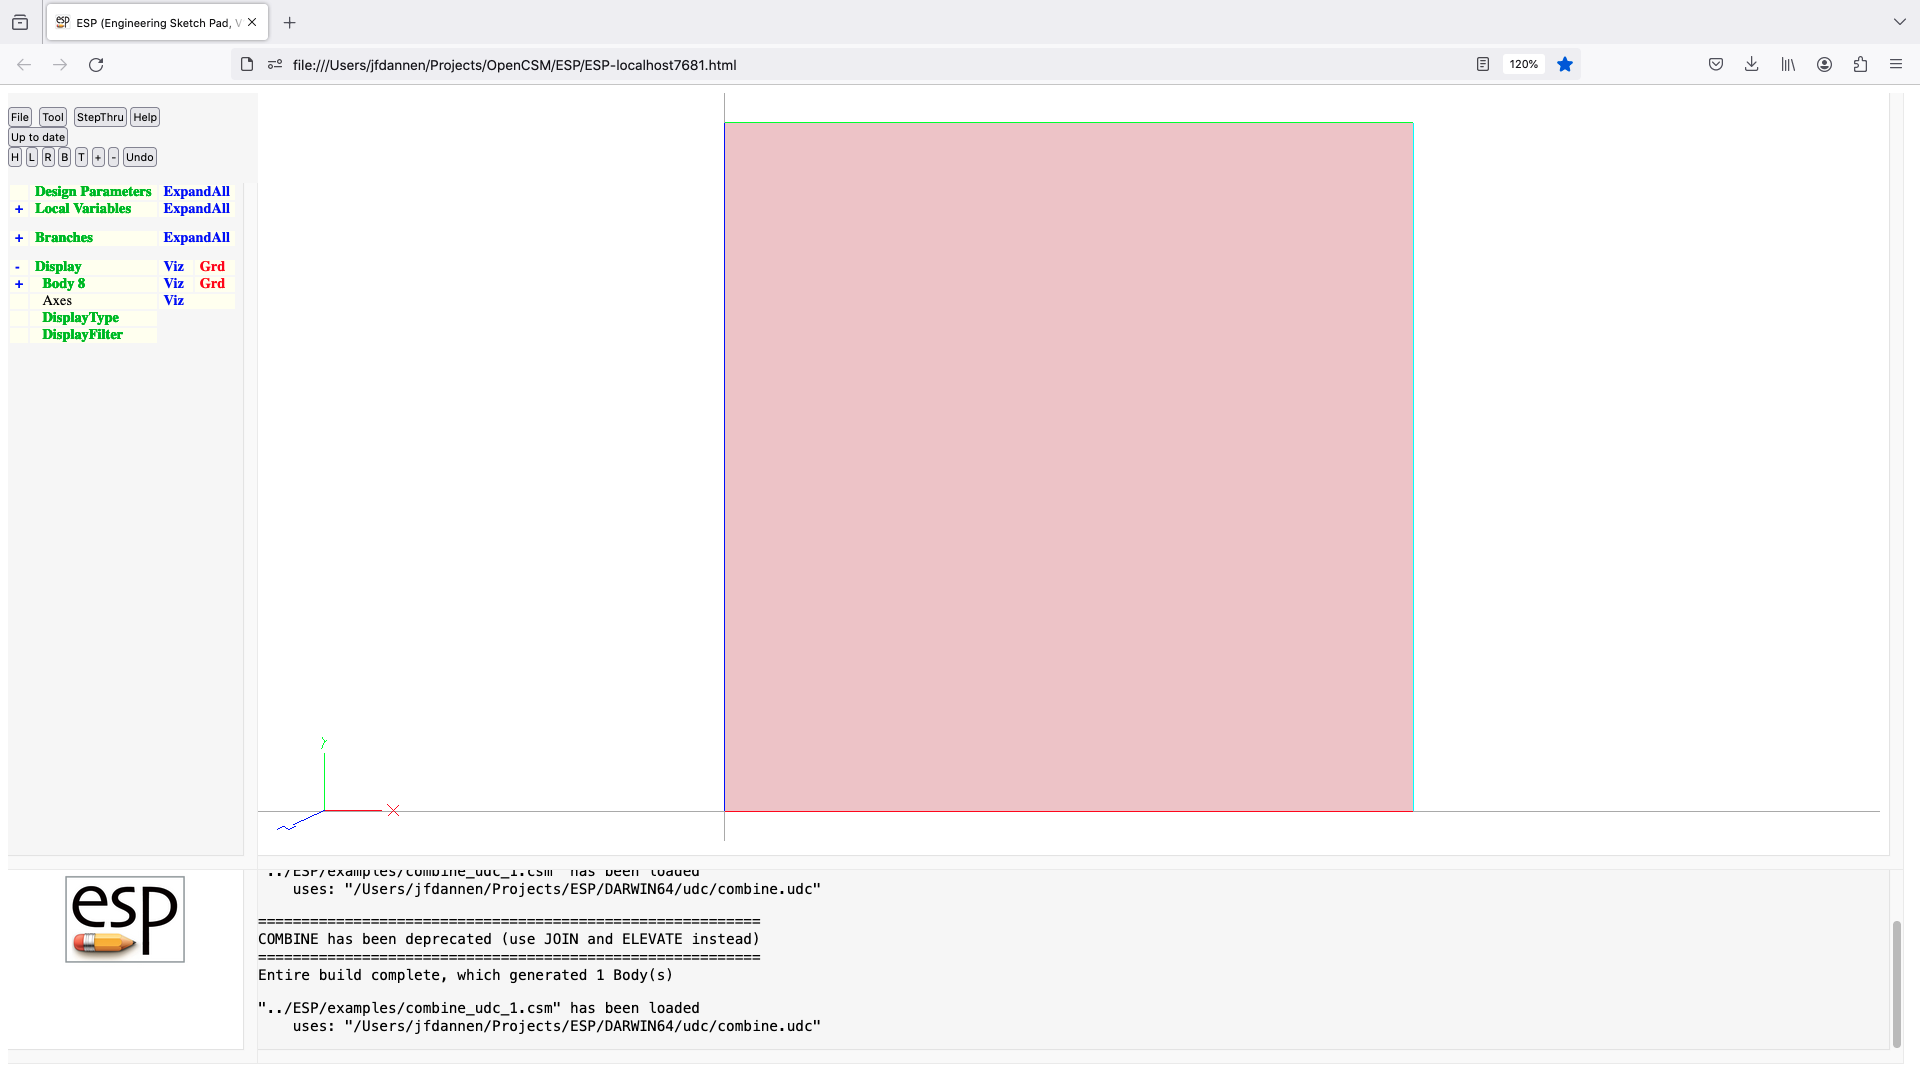 ESP (Engineering Sketch Pad, V
file:///Users/jfdannen/Projects/OpenCSM/ESP/ESP-localhost7681.html
120%
File Tool StepThru Help
Up to date
H L R B T + - Undo
Design Parameters ExpandAll
+ Local Variables ExpandAll
+ Branches ExpandAll
- Display Viz Grd
+ Body 8 Viz Grd
Axes Viz
DisplayType
DisplayFilter
Y
X
Z
esp
"../ESP/examples/combine_udc_1.csm" has been loaded
uses: "/Users/jfdannen/Projects/ESP/DARWIN64/udc/combine.udc"
==========================================================
COMBINE has been deprecated (use JOIN and ELEVATE instead)
==========================================================
Entire build complete, which generated 1 Body(s)
"../ESP/examples/combine_udc_1.csm" has been loaded
uses: "/Users/jfdannen/Projects/ESP/DARWIN64/udc/combine.udc"